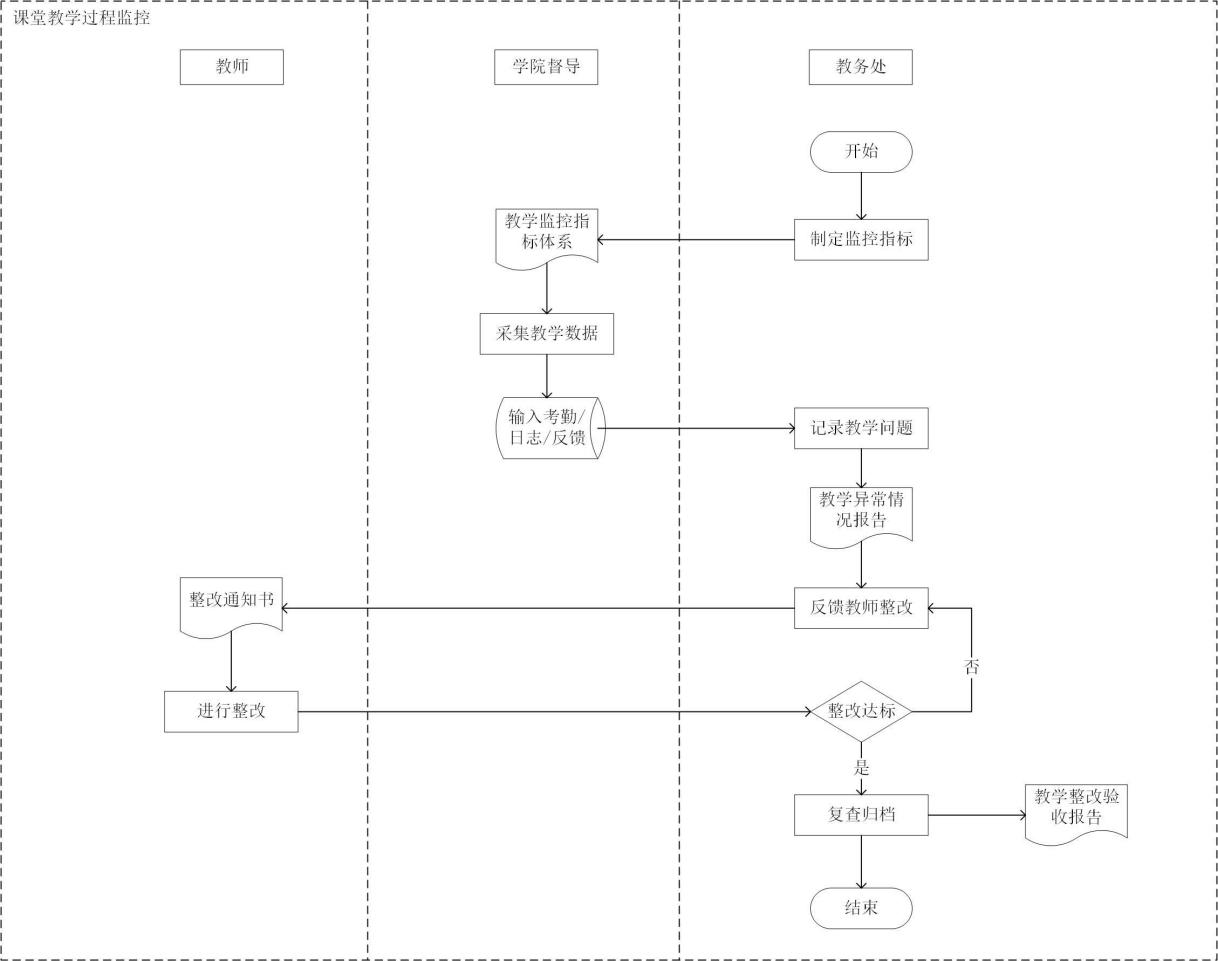 课堂教学过程监控
教师
学院督导
教务处
开始
制定监控指标
教学监控指
标体系
采集教学数据
输入考勤/
日志/反馈
记录教学问题
教学异常情
况报告
反馈教师整改
整改通知书
进行整改
整改达标
否
是
复查归档
教学整改验
收报告
结束